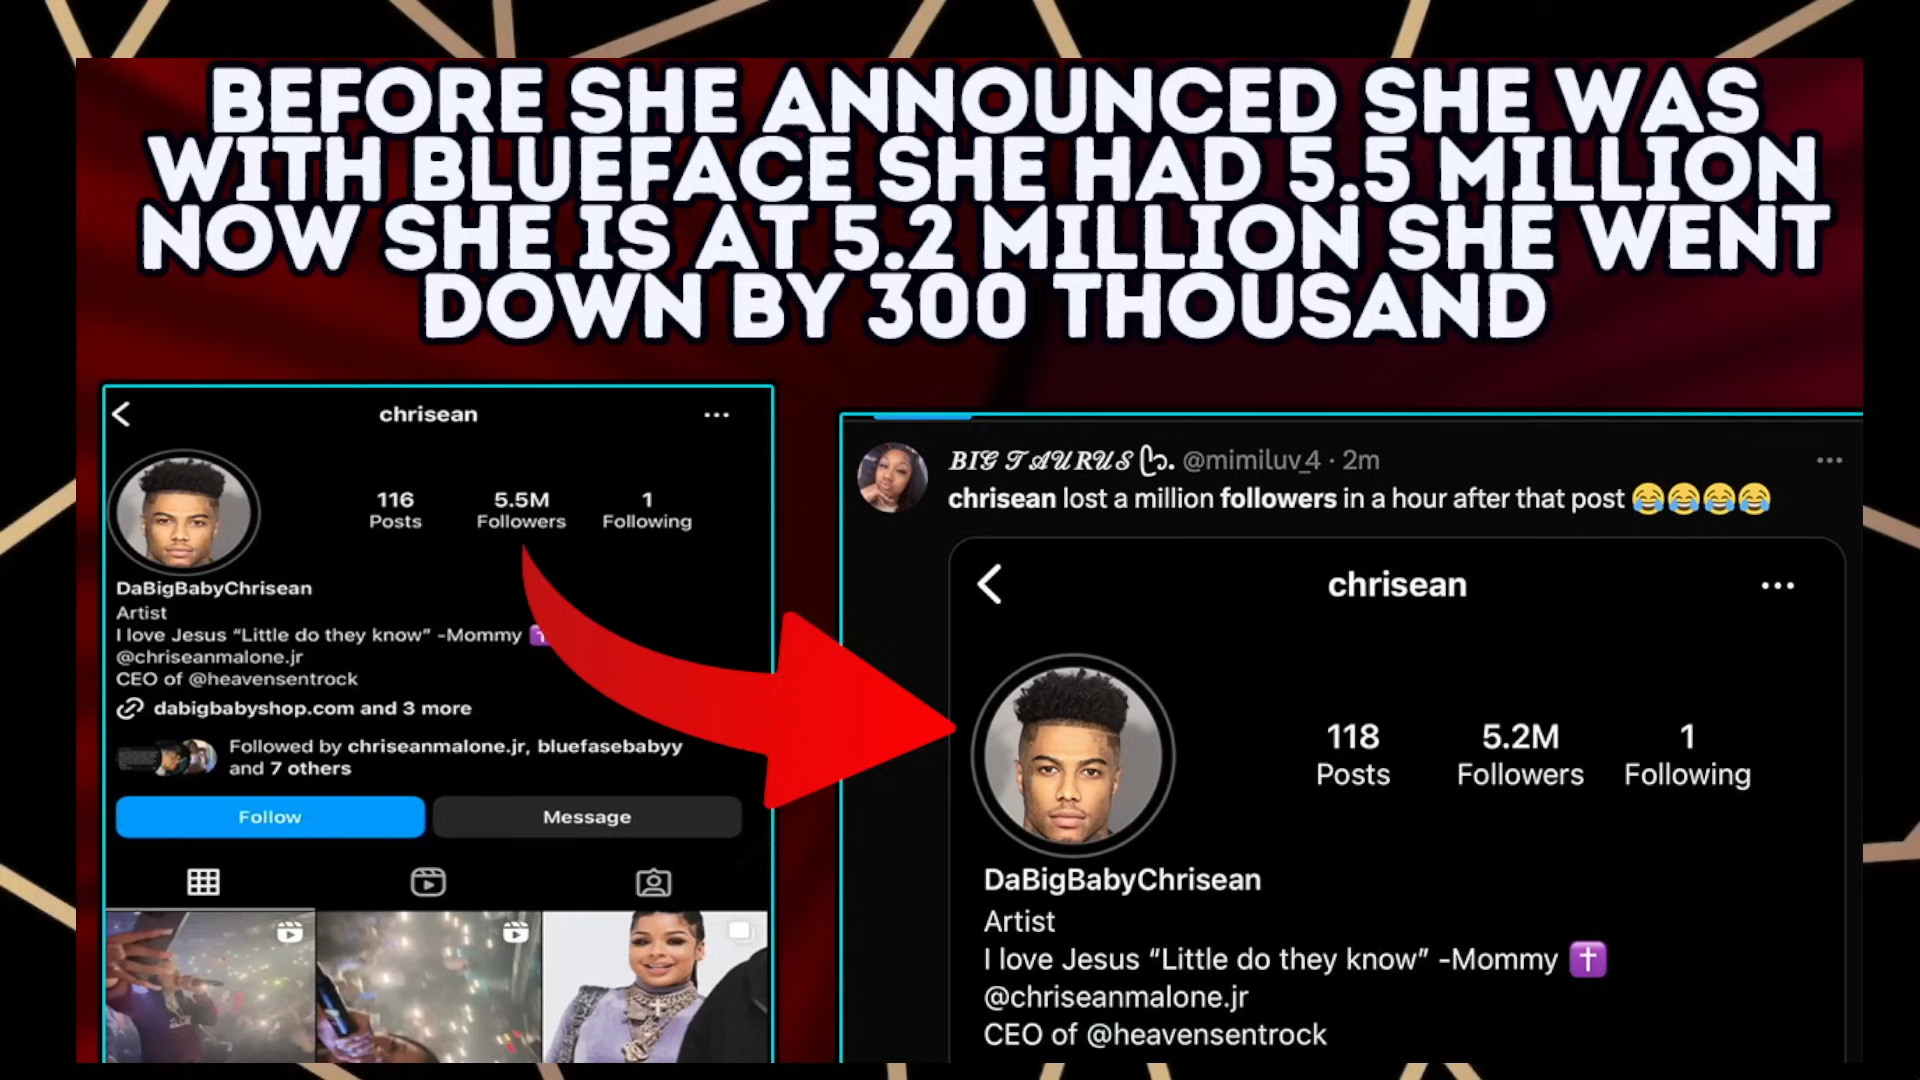 BEFORE SHE ANNOUNCED SHE WAS
WITH BLUEFACE SHE HAD 5.5 MILLION
NOW SHE IS AT 5.2 MILLION SHE WENT
DOWN BY 300 THOUSAND
chrisean
116 5.5M 1
Posts Followers Following
DaBigBabyChrisean
Artist
I love Jesus “Little do they know” -Mommy
@chriseanmalone.jr
CEO of @heavensentrock
dabigbabyshop.com and 3 more
Followed by chriseanmalone.jr, bluefasebabyy
and 7 others
Follow Message
BIG TAURUS @mimiluv_4 · 2m
chrisean lost a million followers in a hour after that post 😂😂😂😂
chrisean
118 5.2M 1
Posts Followers Following
DaBigBabyChrisean
Artist
I love Jesus “Little do they know” -Mommy ✝️
@chriseanmalone.jr
CEO of @heavensentrock